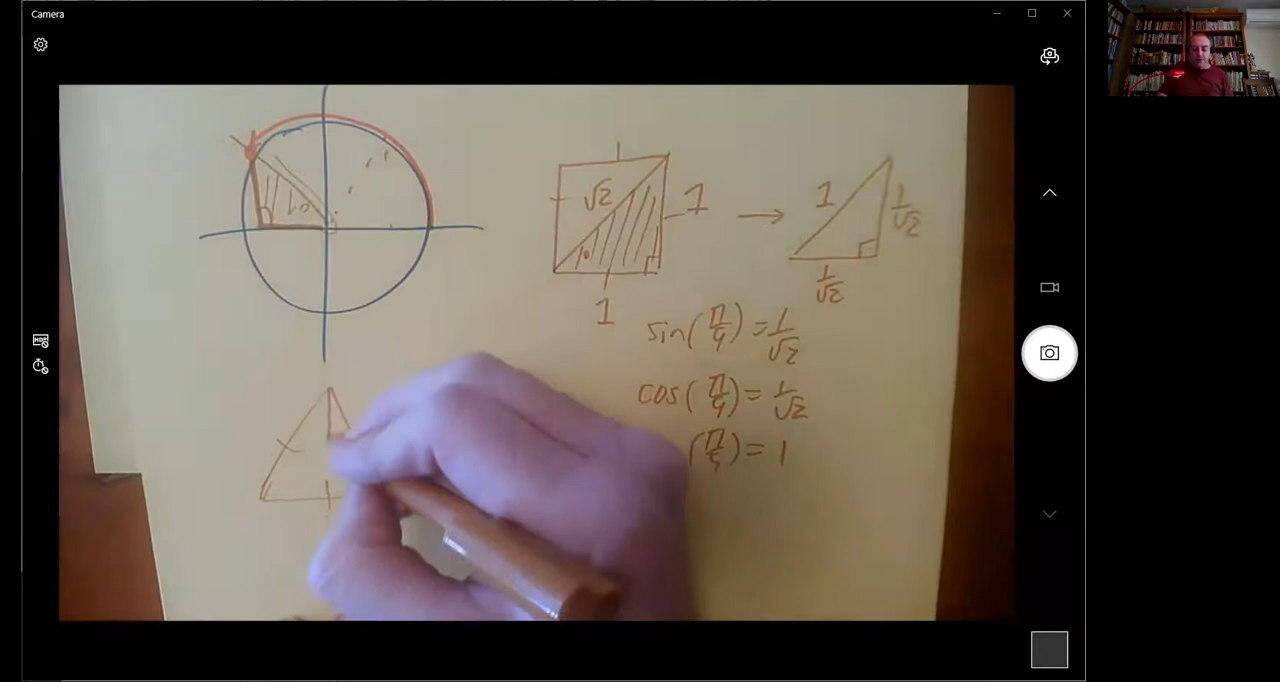 Camera
√2
1
1
1
1/√2
1/√2
sin(π/4) = 1/√2
cos(π/4) = 1/√2
(π/4) = 1